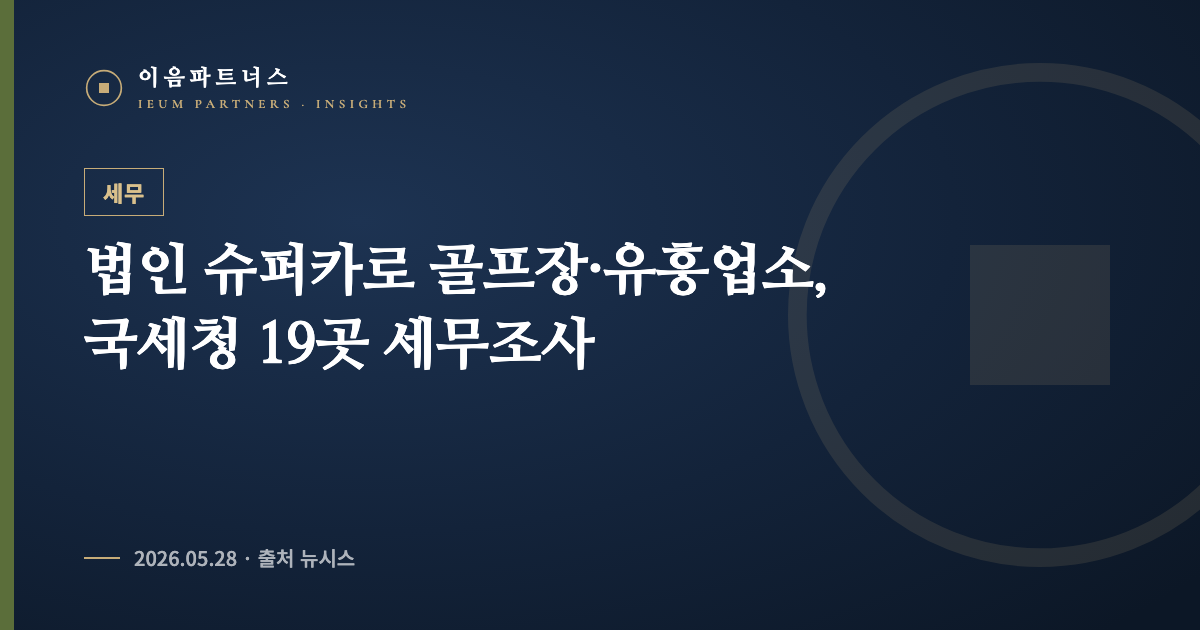 이음파트너스
IEUM PARTNERS · INSIGHTS
세무
법인 슈퍼카로 골프장·유흥업소,
국세청 19곳 세무조사
2026.05.28 · 출처 뉴시스